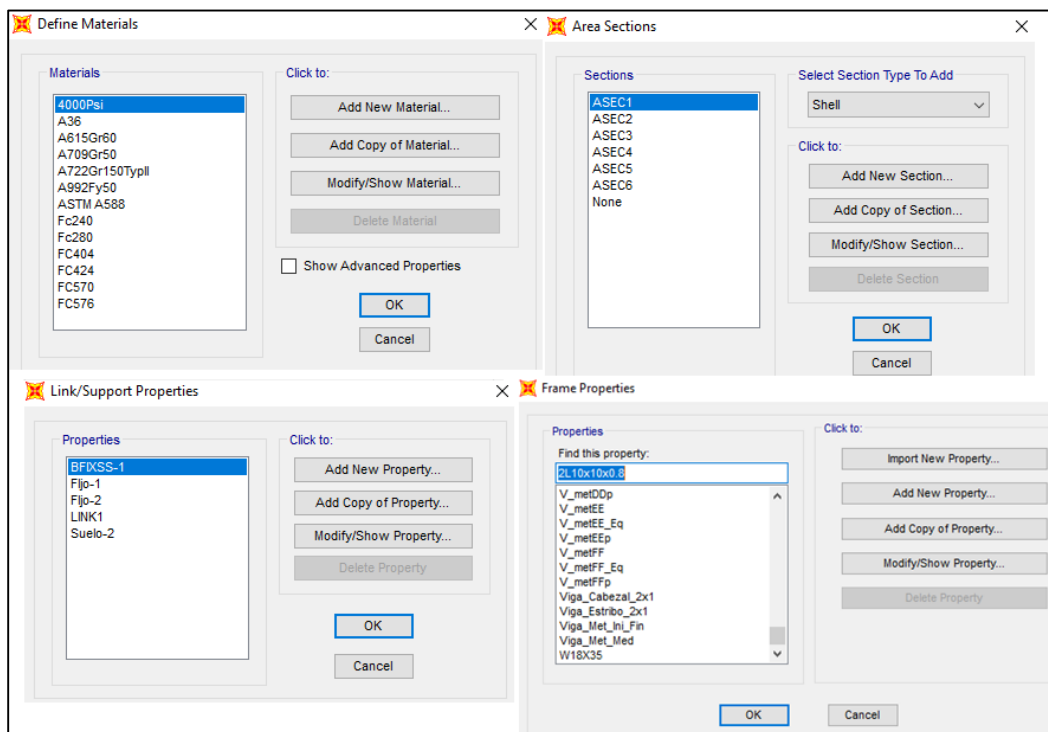 Define Materials
Materials
4000Psi
A36
A615Gr60
A709Gr50
A722Gr150TypII
A992Fy50
ASTM A588
Fc240
Fc280
FC404
FC424
FC570
FC576
Click to:
Add New Material...
Add Copy of Material...
Modify/Show Material...
Delete Material
Show Advanced Properties
OK
Cancel
Area Sections
Sections
ASEC1
ASEC2
ASEC3
ASEC4
ASEC5
ASEC6
None
Select Section Type To Add
Shell
Click to:
Add New Section...
Add Copy of Section...
Modify/Show Section...
Delete Section
OK
Cancel
Link/Support Properties
Properties
BFIXSS-1
FIjo-1
FIjo-2
LINK1
Suelo-2
Click to:
Add New Property...
Add Copy of Property...
Modify/Show Property...
Delete Property
OK
Cancel
Frame Properties
Properties
Find this property:
2L10x10x0.8
V_metDDp
V_metEE
V_metEE_Eq
V_metEEp
V_metFF
V_metFF_Eq
V_metFFp
Viga_Cabezal_2x1
Viga_Estribo_2x1
Viga_Met_Ini_Fin
Viga_Met_Med
W18X35
Click to:
Import New Property...
Add New Property...
Add Copy of Property...
Modify/Show Property...
Delete Property
OK
Cancel